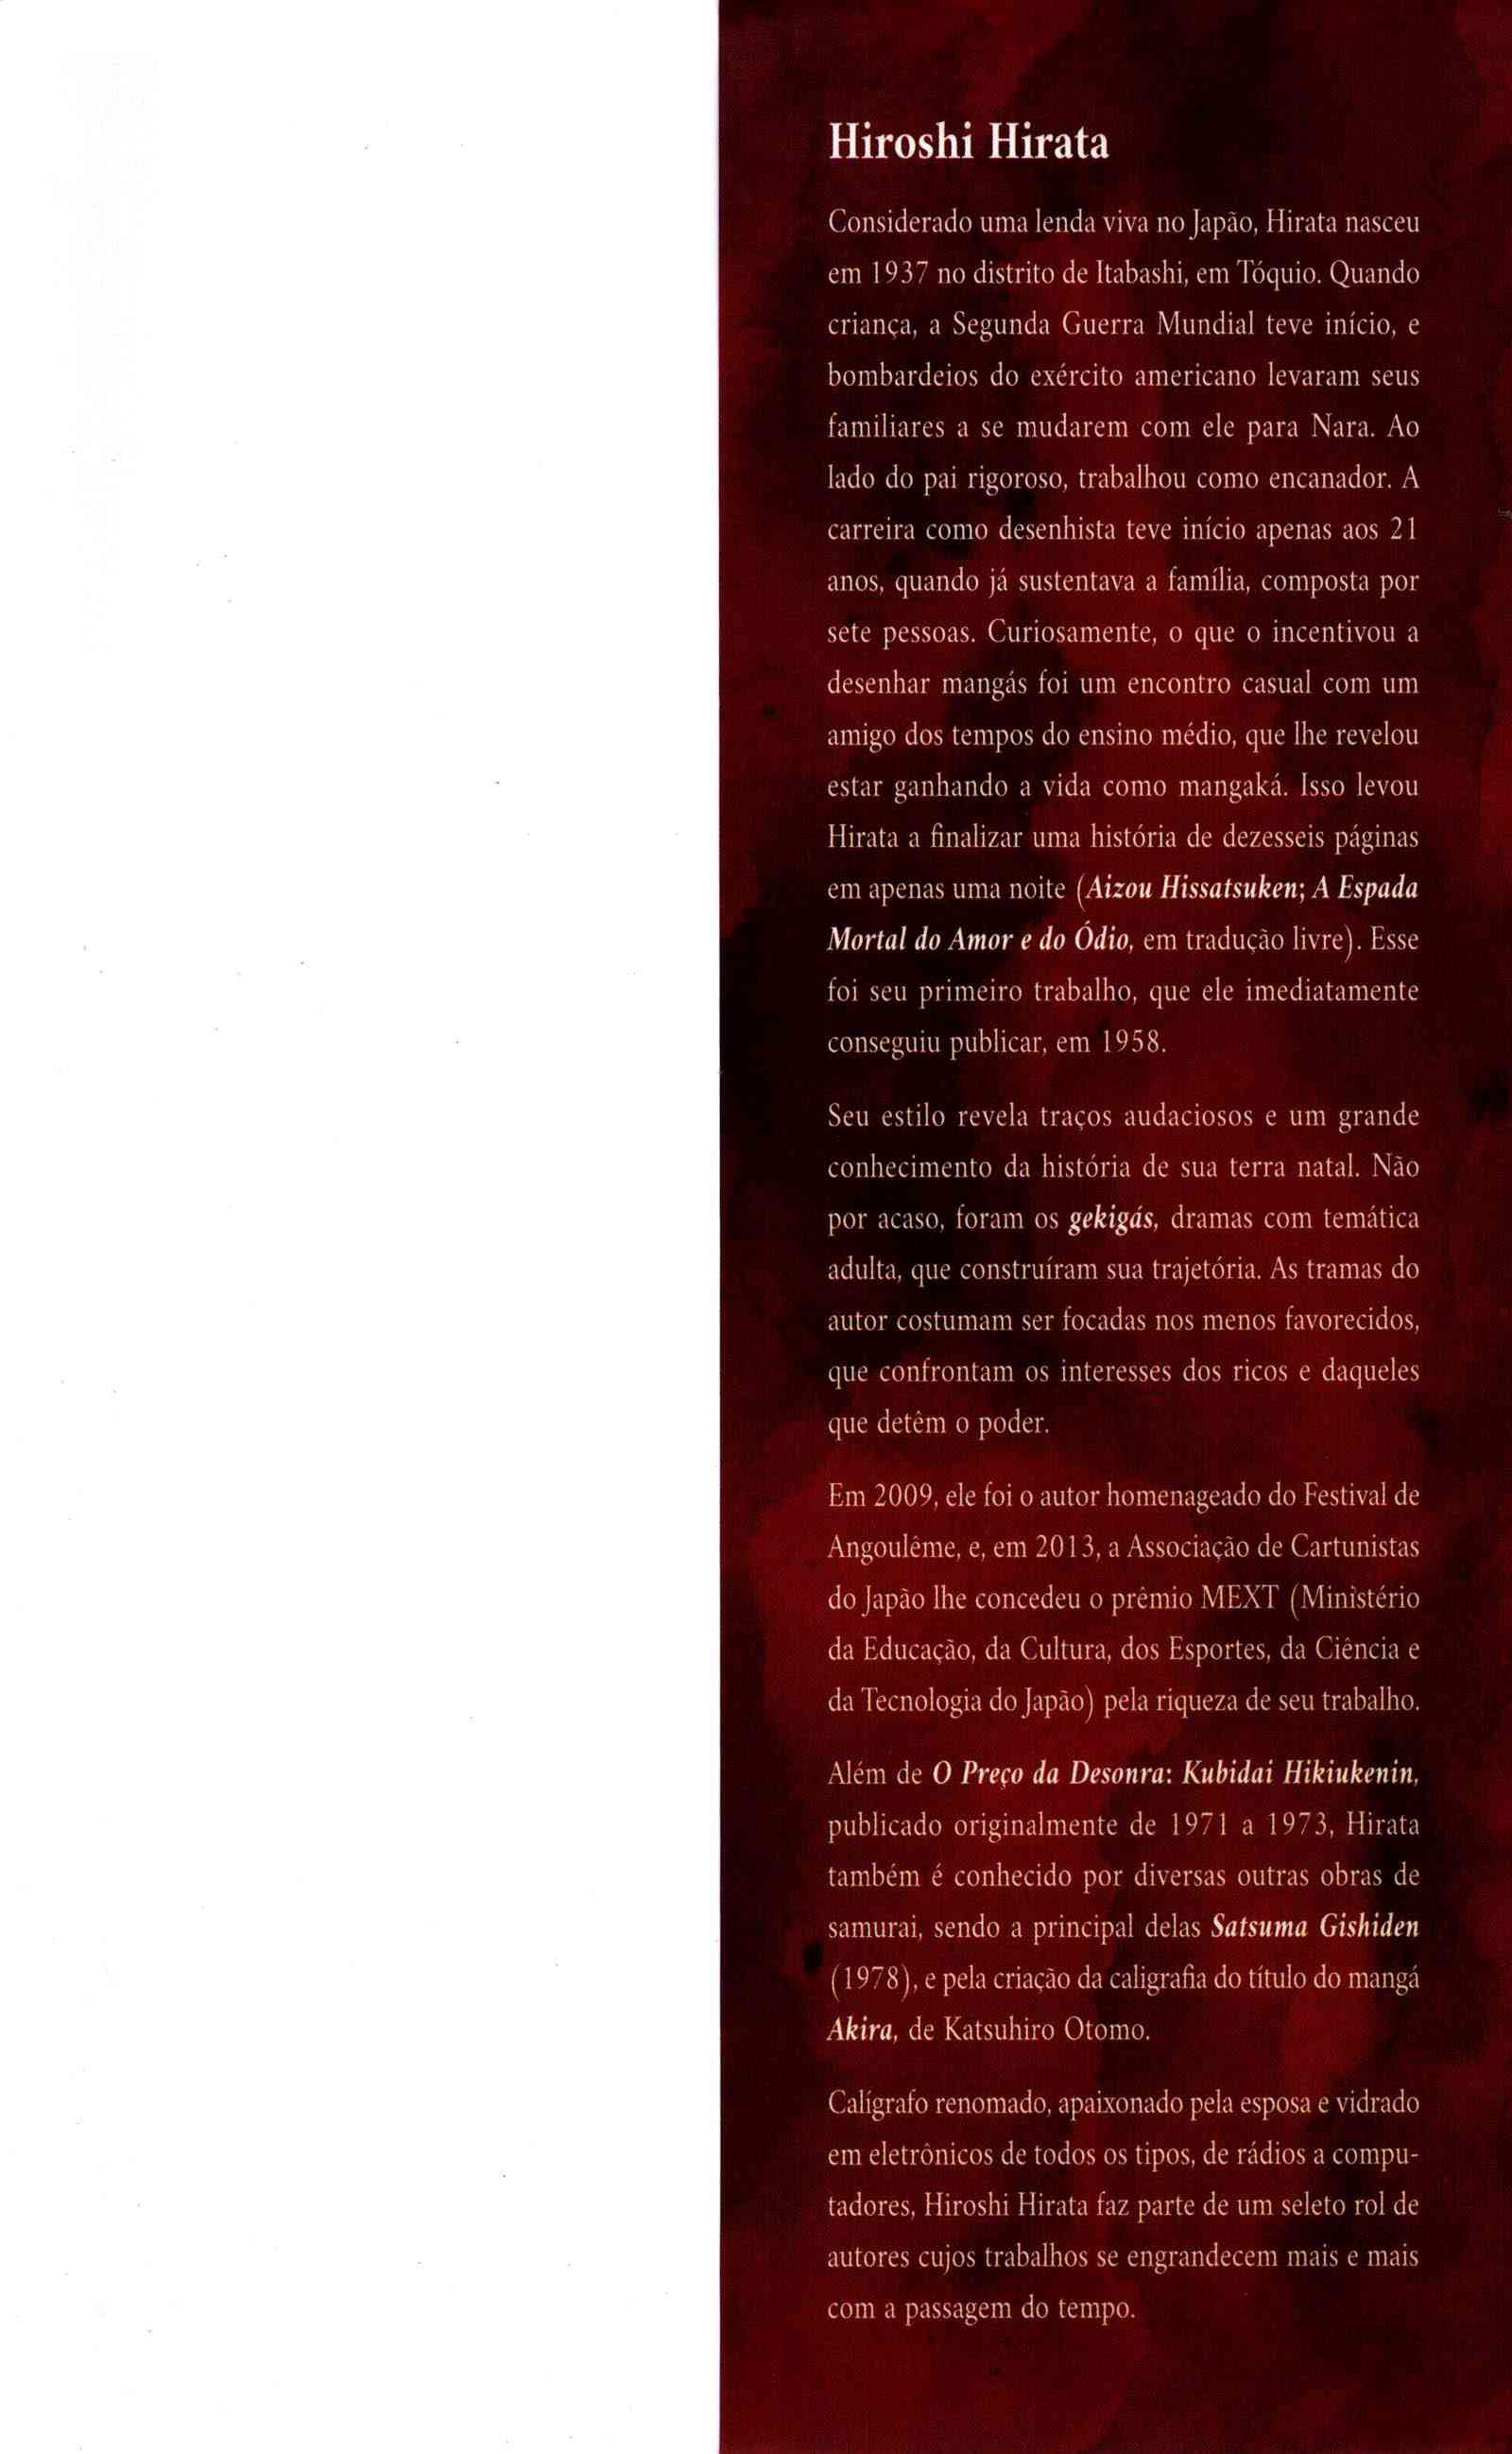 Hiroshi Hirata
Considerado uma lenda viva no Japão, Hirata nasceu
em 1937 no distrito de Itabashi, em Tóquio. Quando
criança, a Segunda Guerra Mundial teve início, e
bombardeios do exército americano levaram seus
familiares a se mudarem com ele para Nara. Ao
lado do pai rigoroso, trabalhou como encanador. A
carreira como desenhista teve início apenas aos 21
anos, quando já sustentava a família, composta por
sete pessoas. Curiosamente, o que o incentivou a
desenhar mangás foi um encontro casual com um
amigo dos tempos do ensino médio, que lhe revelou
estar ganhando a vida como mangaká. Isso levou
Hirata a finalizar uma história de dezesseis páginas
em apenas uma noite (Aizou Hissatsuken; A Espada
Mortal do Amor e do Ódio, em tradução livre). Esse
foi seu primeiro trabalho, que ele imediatamente
conseguiu publicar, em 1958.
Seu estilo revela traços audaciosos e um grande
conhecimento da história de sua terra natal. Não
por acaso, foram os gekigás, dramas com temática
adulta, que construíram sua trajetória. As tramas do
autor costumam ser focadas nos menos favorecidos,
que confrontam os interesses dos ricos e daqueles
que detêm o poder.
Em 2009, ele foi o autor homenageado do Festival de
Angoulême, e, em 2013, a Associação de Cartunistas
do Japão lhe concedeu o prêmio MEXT (Ministério
da Educação, da Cultura, dos Esportes, da Ciência e
da Tecnologia do Japão) pela riqueza de seu trabalho.
Além de O Preço da Desonra: Kubidai Hikiukenin,
publicado originalmente de 1971 a 1973, Hirata
também é conhecido por diversas outras obras de
samurai, sendo a principal delas Satsuma Gishiden
(1978), e pela criação da caligrafia do título do mangá
Akira, de Katsuhiro Otomo.
Calígrafo renomado, apaixonado pela esposa e vidrado
em eletrônicos de todos os tipos, de rádios a compu-
tadores, Hiroshi Hirata faz parte de um seleto rol de
autores cujos trabalhos se engrandecem mais e mais
com a passagem do tempo.